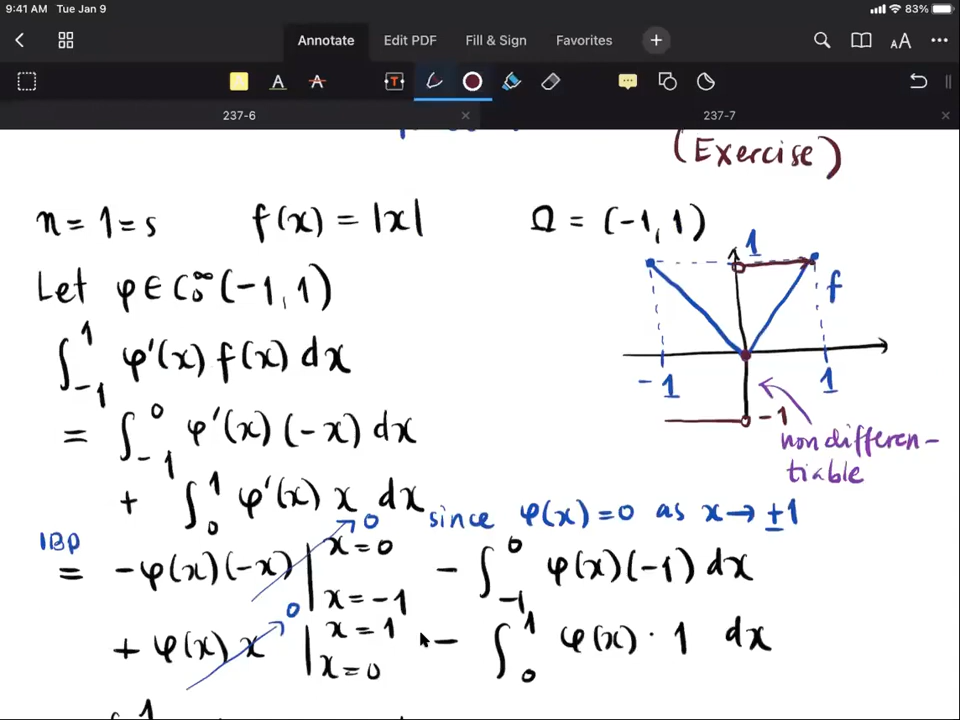 9:41 AM Tue Jan 9
83%
Annotate Edit PDF Fill & Sign Favorites
AA
A A T
237-6 237-7
(Exercise)
n = 1 = s f(x) = |x| Ω = (-1, 1)
Let φ ∈ C₀^∞(-1, 1)
1
f
-1 1
-1
non differen-
tiable
∫_{-1}^{1} φ'(x) f(x) dx
= ∫_{-1}^{0} φ'(x) (-x) dx
+ ∫_{0}^{1} φ'(x) x dx
since φ(x) = 0 as x → ±1
IBP
= -φ(x)(-x) |_{x=-1}^{x=0} 0 - ∫_{-1}^{0} φ(x)(-1) dx
+ φ(x) x |_{x=0}^{x=1} 0 - ∫_{0}^{1} φ(x) · 1 dx